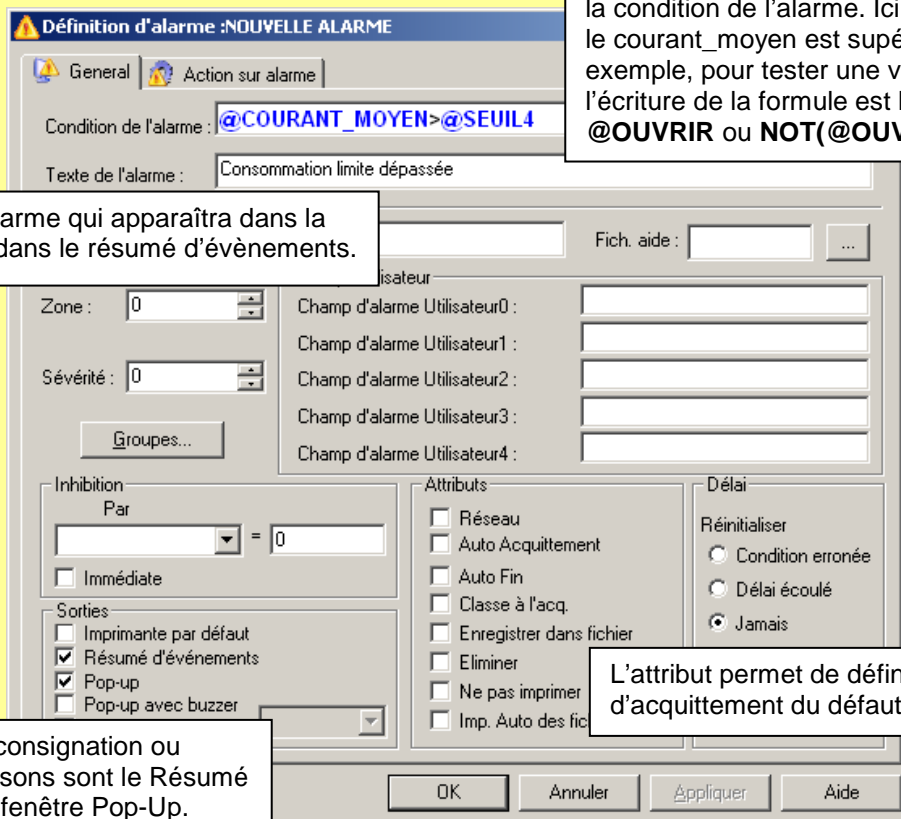 Définition d'alarme :NOUVELLE ALARME
la condition de l'alarme. Ici
le courant_moyen est
exemple, pour tester une
l'écriture de la formule est
@OUVRIR ou
General
Action sur alarme
Condition de l'alarme : @COURANT_MOYEN>@SEUIL4
Texte de l'alarme : Consommation limite dépassée
qui apparaîtra dans la
dans le résumé d'évènements.
Fich. aide :
...
Zone : 0
Sévérité : 0
Groupes...
Champ d'alarme Utilisateur0 :
Champ d'alarme Utilisateur1 :
Champ d'alarme Utilisateur2 :
Champ d'alarme Utilisateur3 :
Champ d'alarme Utilisateur4 :
Inhibition
Par
= 0
Immédiate
Sorties
Imprimante par défaut
Résumé d'événements
Pop-up
Pop-up avec buzzer
Attributs
Réseau
Auto Acquittement
Auto Fin
Classe à l'acq.
Enregistrer dans fichier
Eliminer
Ne pas imprimer
Imp. Auto des
Délai
Réinitialiser
Condition erronée
Délai écoulé
Jamais
L'attribut permet de
d'acquittement du défaut
consignation ou
sont le Résumé
fenêtre Pop-Up.
OK
Annuler
Appliquer
Aide